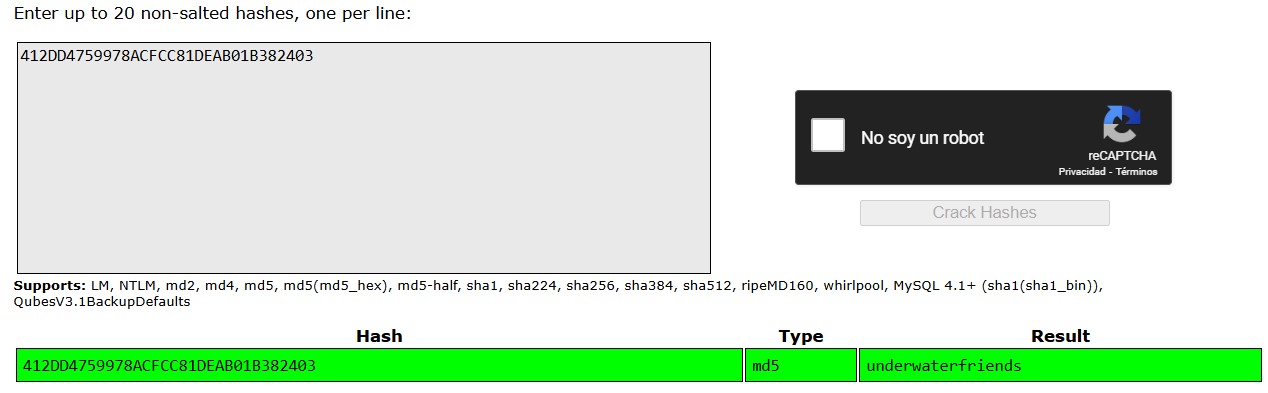 Enter up to 20 non-salted hashes, one per line:
412DD4759978ACFCC81DEAB01B382403
No soy un robot
reCAPTCHA
Privacidad - Términos
Crack Hashes
Supports: LM, NTLM, md2, md4, md5, md5(md5_hex), md5-half, sha1, sha224, sha256, sha384, sha512, ripeMD160, whirlpool, MySQL 4.1+ (sha1(sha1_bin)),
QubesV3.1BackupDefaults
Hash Type Result
412DD4759978ACFCC81DEAB01B382403 md5 underwaterfriends